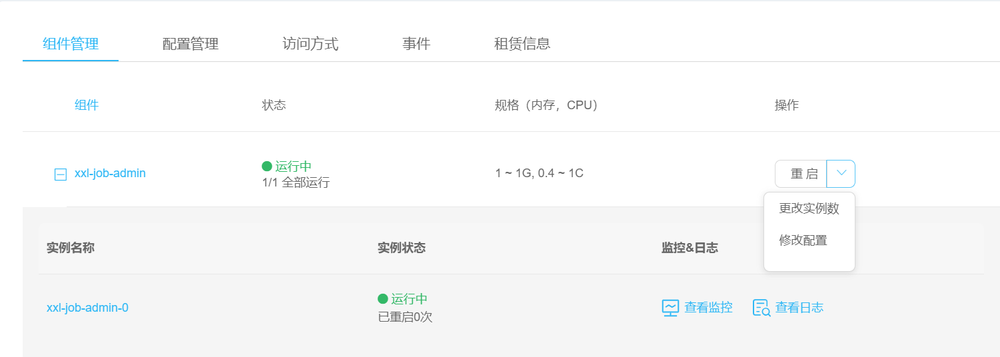 组件管理 配置管理 访问方式 事件 租赁信息
组件 状态 规格（内存，CPU） 操作
xxl-job-admin 运行中 1 ~ 1G, 0.4 ~ 1C 重 启
1/1 全部运行
更改实例数
修改配置
实例名称 实例状态 监控&日志
xxl-job-admin-0 运行中 查看监控 查看日志
已重启0次